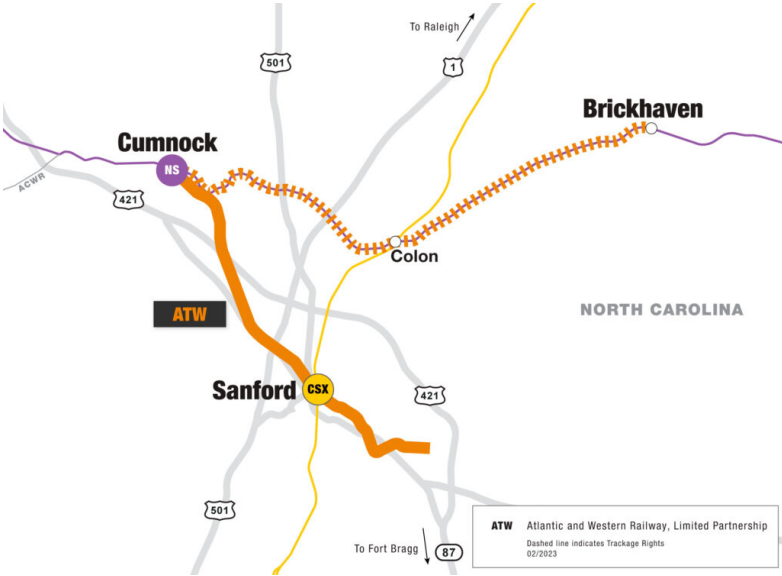 To Raleigh
501
1
Brickhaven
Cumnock
NS
ACWR
421
Colon
ATW
NORTH CAROLINA
Sanford
CSX
421
501
To Fort Bragg
87
ATW Atlantic and Western Railway, Limited Partnership
Dashed line indicates Trackage Rights
02/2023